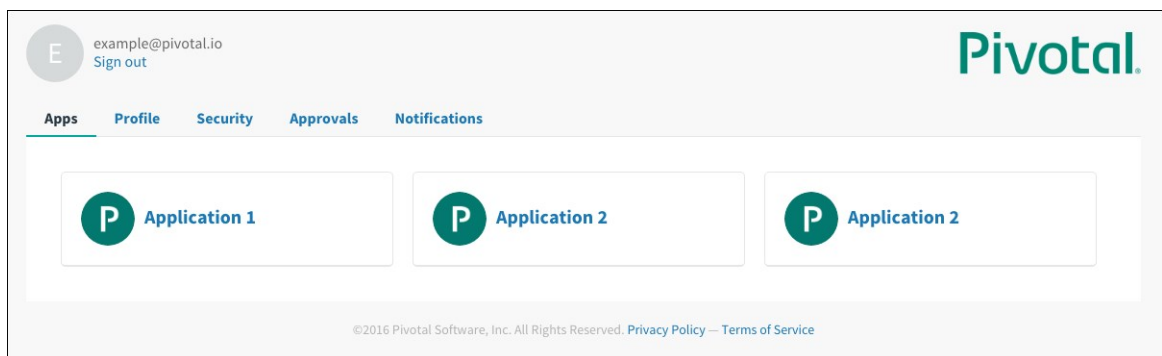 E
example@pivotal.io
Sign out
Pivotal®
Apps Profile Security Approvals Notifications
P Application 1 P Application 2 P Application 2
©2016 Pivotal Software, Inc. All Rights Reserved. Privacy Policy — Terms of Service